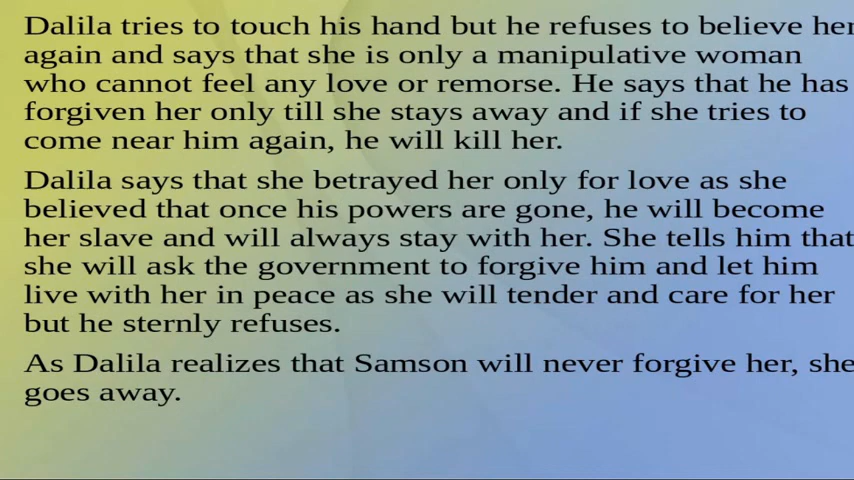 Dalila tries to touch his hand but he refuses to believe her
again and says that she is only a manipulative woman
who cannot feel any love or remorse. He says that he has
forgiven her only till she stays away and if she tries to
come near him again, he will kill her.
Dalila says that she betrayed her only for love as she
believed that once his powers are gone, he will become
her slave and will always stay with her. She tells him that
she will ask the government to forgive him and let him
live with her in peace as she will tender and care for her
but he sternly refuses.
As Dalila realizes that Samson will never forgive her, she
goes away.